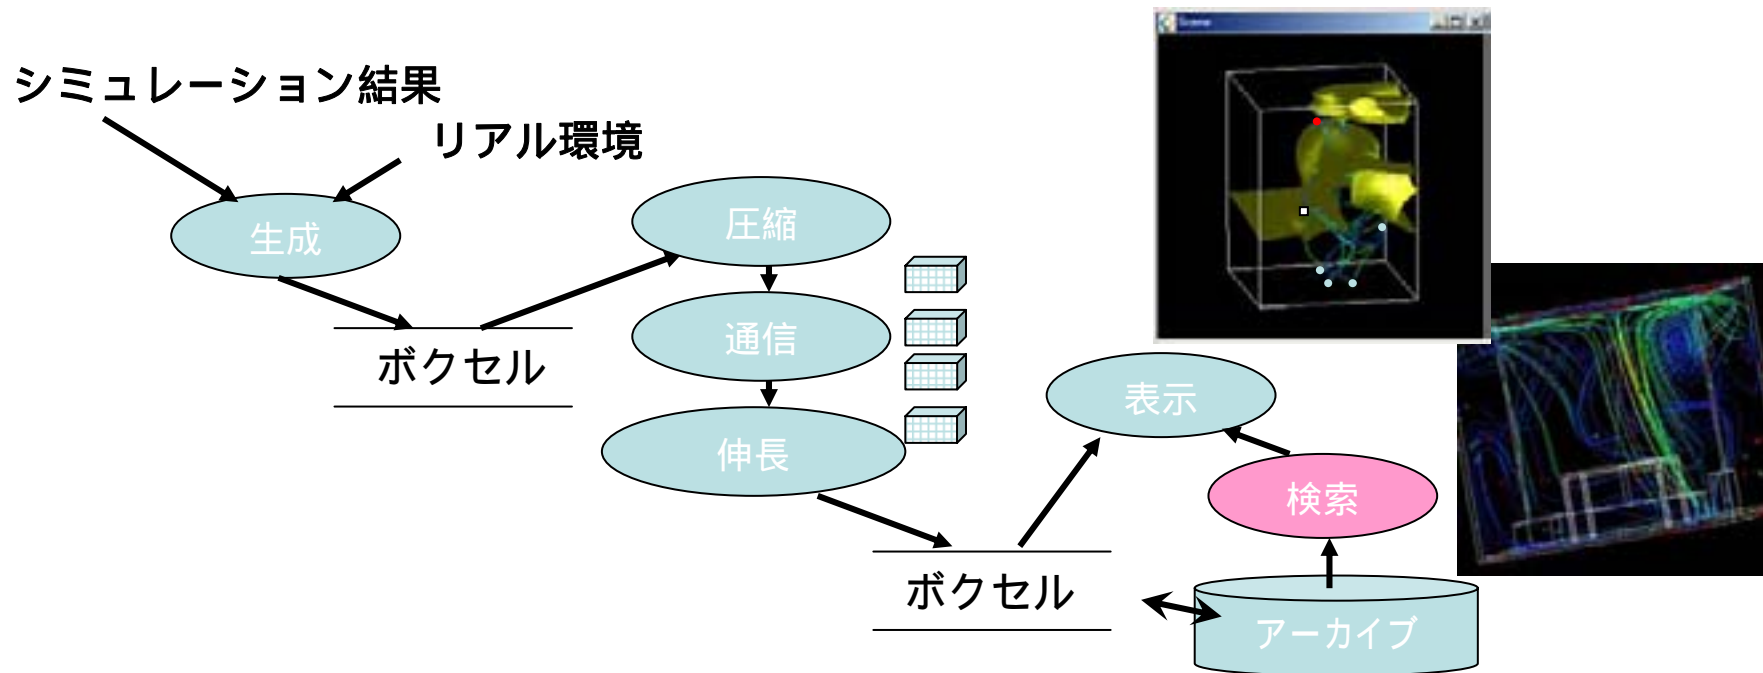 シミュレーション結果
リアル環境
生成
圧縮
通信
ボクセル
伸長
表示
検索
ボクセル
アーカイブ
Scene